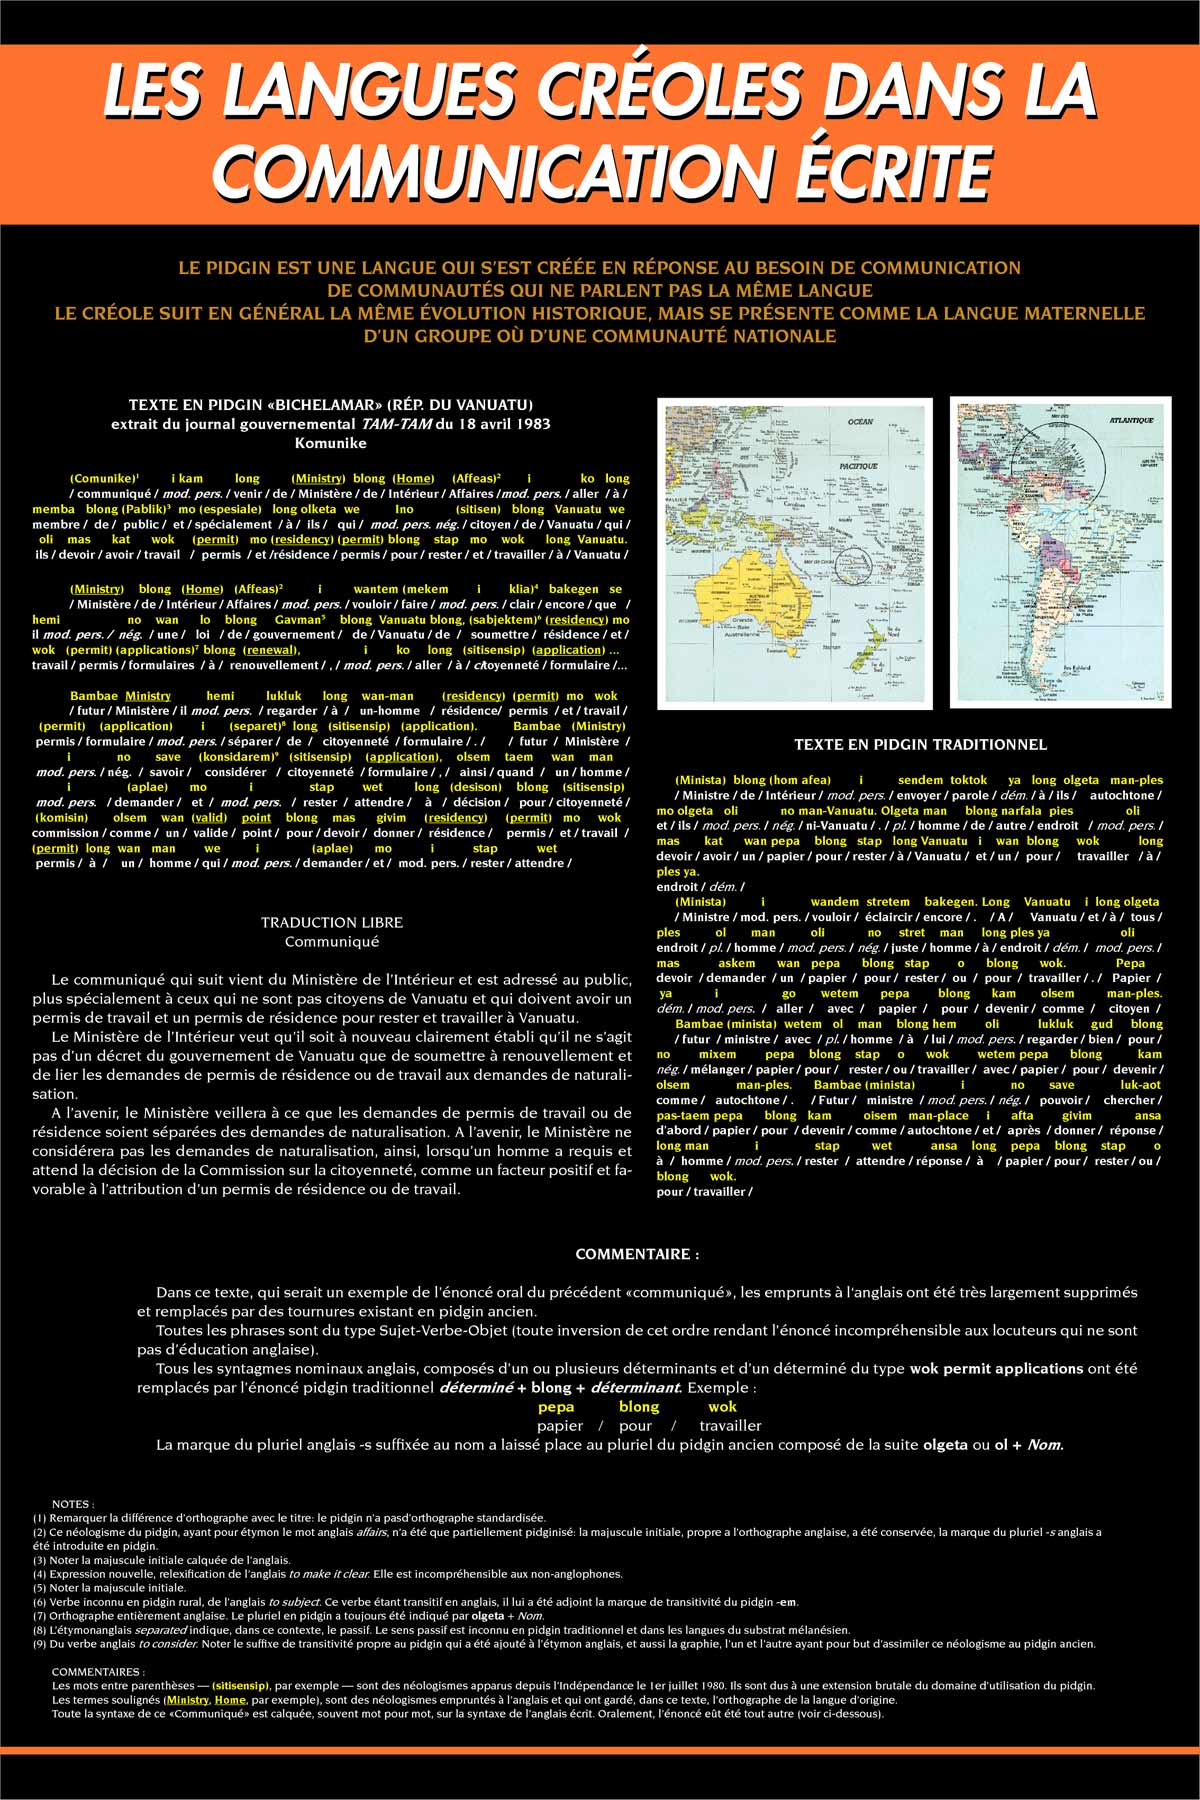 LES LANGUES CRÉOLES DANS LA
COMMUNICATION ÉCRITE
LE PIDGIN EST UNE LANGUE QUI S'EST CRÉÉE EN RÉPONSE AU BESOIN DE COMMUNICATION
DE COMMUNAUTÉS QUI NE PARLENT PAS LA MÊME LANGUE
LE CRÉOLE SUIT EN GÉNÉRAL LA MÊME ÉVOLUTION HISTORIQUE, MAIS SE PRÉSENTE COMME LA LANGUE MATERNELLE
D'UN GROUPE OÙ D'UNE COMMUNAUTÉ NATIONALE
TEXTE EN PIDGIN «BICHELAMAR» (RÉP. DU VANUATU)
extrait du journal gouvernemental TAM-TAM du 18 avril 1983
Komunike
(Comunike)¹ i kam long (Ministry) blong (Home) (Affeas)² i ko long
/ communiqué / mod. pers. / venir / de / Ministère / de / Intérieur / Affaires /mod. pers. / aller / à /
memba blong (Pablik)³ mo (espesiale) long olketa we Ino (sitisen) blong Vanuatu we
membre / de / public / et / spécialement / à / ils / qui / mod. pers. nég. / citoyen / de / Vanuatu / qui /
oli mas kat wok (permit) mo (residency) (permit) blong stap mo wok long Vanuatu.
ils / devoir / avoir / travail / permis / et /résidence / permis / pour / rester / et / travailler / à / Vanuatu /
(Ministry) blong (Home) (Affeas)² i wantem (mekem i klia)⁴ bakegen se
/ Ministère / de / Intérieur / Affaires / mod. pers. / vouloir / faire / mod. pers. / clair / encore / que /
hemi no wan lo blong Gavman⁵ blong Vanuatu blong, (sabjektem)⁶ (residency) mo
il mod. pers. / nég. / une / loi / de / gouvernement / de / Vanuatu / de / soumettre / résidence / et /
wok (permit) (applications)⁷ blong (renewal), i ko long (sitisensip) (application) ...
travail / permis / formulaires / à / renouvellement / , / mod. pers. / aller / à / citoyenneté / formulaire /...
Bambae Ministry hemi lukluk long wan-man (residency) (permit) mo wok
/ futur / Ministère / il mod. pers. / regarder / à / un-homme / résidence/ permis / et / travail /
(permit) (application) i (separet)⁸ long (sitisensip) (application). Bambae (Ministry)
permis / formulaire / mod. pers. / séparer / de / citoyenneté / formulaire / . / / futur / Ministère /
i no save (konsidarem)⁹ (sitisensip) (application), olsem taem wan man
mod. pers. / nég. / savoir / considérer / citoyenneté / formulaire / , / ainsi / quand / un / homme /
i (aplae) mo i stap wet long (desison) blong (sitisensip)
mod. pers. / demander / et / mod. pers. / rester / attendre / à / décision / pour / citoyenneté /
(komisin) olsem wan (valid) point blong mas givim (residency) (permit) mo wok
commission / comme / un / valide / point / pour / devoir / donner / résidence / permis / et / travail /
(permit) long wan man we i (aplae) mo i stap wet
permis / à / un / homme / qui / mod. pers. / demander / et / mod. pers. / rester / attendre /
TRADUCTION LIBRE
Communiqué
Le communiqué qui suit vient du Ministère de l'Intérieur et est adressé au public,
plus spécialement à ceux qui ne sont pas citoyens de Vanuatu et qui doivent avoir un
permis de travail et un permis de résidence pour rester et travailler à Vanuatu.
Le Ministère de l'Intérieur veut qu'il soit à nouveau clairement établi qu'il ne s'agit
pas d'un décret du gouvernement de Vanuatu que de soumettre à renouvellement et
de lier les demandes de permis de résidence ou de travail aux demandes de naturali-
sation.
A l'avenir, le Ministère veillera à ce que les demandes de permis de travail ou de
résidence soient séparées des demandes de naturalisation. A l'avenir, le Ministère ne
considérera pas les demandes de naturalisation, ainsi, lorsqu'un homme a requis et
attend la décision de la Commission sur la citoyenneté, comme un facteur positif et fa-
vorable à l'attribution d'un permis de résidence ou de travail.
OCÉAN
PACIFIQUE
ATLANTIQUE
TEXTE EN PIDGIN TRADITIONNEL
(Minista) blong (hom afea) i sendem toktok ya long olgeta man-ples
/ Ministre / de / Intérieur / mod. pers. / envoyer / parole / dém. / à / ils / autochtone /
mo olgeta oli no man-Vanuatu. Olgeta man blong narfala pies oli
et / ils / mod. pers. / nég. / ni-Vanuatu / . / pl. / homme / de / autre / endroit / mod. pers. /
mas kat wan pepa blong stap long Vanuatu i wan blong wok long
devoir / avoir / un / papier / pour / rester / à / Vanuatu / et / un / pour / travailler / à /
ples ya.
endroit / dém. /
(Minista) i wandem stretem bakegen. Long Vanuatu i long olgeta
/ Ministre / mod. pers. / vouloir / éclaircir / encore / . / A / Vanuatu / et / à / tous /
ples ol man oli no stret man long ples ya oli
endroit / pl. / homme / mod. pers. / nég. / juste / homme / à / endroit / dém. / mod. pers. /
mas askem wan pepa blong stap o blong wok. Pepa
devoir / demander / un / papier / pour / rester / ou / pour / travailler / . / Papier /
ya i go wetem pepa blong kam olsem man-ples.
dém. / mod. pers. / aller / avec / papier / pour / devenir / comme / citoyen /
Bambae (minista) wetem ol man blong hem oli lukluk gud blong
/ futur / ministre / avec / pl. / homme / à / lui / mod. pers. / regarder / bien / pour /
no mixem pepa blong stap o wok wetem pepa blong kam
nég. / mélanger / papier / pour / rester / ou / travailler / avec / papier / pour / devenir /
olsem man-ples. Bambae (minista) i no save luk-aot
comme / autochtone / . / Futur / ministre / mod. pers. / nég. / pouvoir / chercher /
pas-taem pepa blong kam oisem man-place i afta givim ansa
d'abord / papier / pour / devenir / comme / autochtone / et / après / donner / réponse /
long man i stap wet ansa long pepa blong stap o
à / homme / mod. pers. / rester / attendre / réponse / à / papier / pour / rester / ou /
blong wok.
pour / travailler /
COMMENTAIRE :
Dans ce texte, qui serait un exemple de l'énoncé oral du précédent «communiqué», les emprunts à l'anglais ont été très largement supprimés
et remplacés par des tournures existant en pidgin ancien.
Toutes les phrases sont du type Sujet-Verbe-Objet (toute inversion de cet ordre rendant l'énoncé incompréhensible aux locuteurs qui ne sont
pas d'éducation anglaise).
Tous les syntagmes nominaux anglais, composés d'un ou plusieurs déterminants et d'un déterminé du type wok permit applications ont été
remplacés par l'énoncé pidgin traditionnel déterminé + blong + déterminant. Exemple :
pepa blong wok
papier / pour / travailler
La marque du pluriel anglais -s suffixée au nom a laissé place au pluriel du pidgin ancien composé de la suite olgeta ou ol + Nom.
NOTES :
(1) Remarquer la différence d'orthographe avec le titre: le pidgin n'a pasd'orthographe standardisée.
(2) Ce néologisme du pidgin, ayant pour étymon le mot anglais affairs, n'a été que partiellement pidginisé: la majuscule initiale, propre a l'orthographe anglaise, a été conservée, la marque du pluriel -s anglais a
été introduite en pidgin.
(3) Noter la majuscule initiale calquée de l'anglais.
(4) Expression nouvelle, relexification de l'anglais to make it clear. Elle est incompréhensible aux non-anglophones.
(5) Noter la majuscule initiale.
(6) Verbe inconnu en pidgin rural, de l'anglais to subject. Ce verbe étant transitif en anglais, il lui a été adjoint la marque de transitivité du pidgin -em.
(7) Orthographe entièrement anglaise. Le pluriel en pidgin a toujours été indiqué par olgeta + Nom.
(8) L'étymonanglais separated indique, dans ce contexte, le passif. Le sens passif est inconnu en pidgin traditionnel et dans les langues du substrat mélanésien.
(9) Du verbe anglais to consider. Noter le suffixe de transitivité propre au pidgin qui a été ajouté à l'étymon anglais, et aussi la graphie, l'un et l'autre ayant pour but d'assimiler ce néologisme au pidgin ancien.
COMMENTAIRES :
Les mots entre parenthèses — (sitisensip), par exemple — sont des néologismes apparus depuis l'Indépendance le 1er juillet 1980. Ils sont dus à une extension brutale du domaine d'utilisation du pidgin.
Les termes soulignés (Ministry, Home, par exemple), sont des néologismes empruntés à l'anglais et qui ont gardé, dans ce texte, l'orthographe de la langue d'origine.
Toute la syntaxe de ce «Communiqué» est calquée, souvent mot pour mot, sur la syntaxe de l'anglais écrit. Oralement, l'énoncé eût été tout autre (voir ci-dessous).